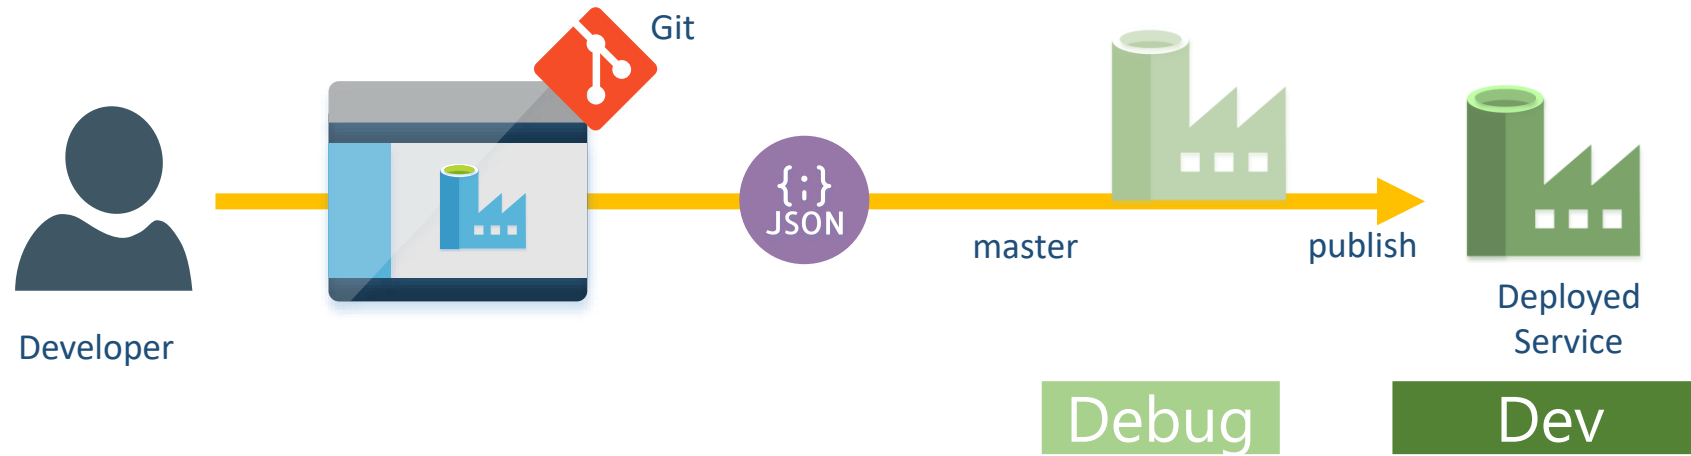 Git
{;}
JSON
master
publish
Developer
Deployed
Service
Debug
Dev